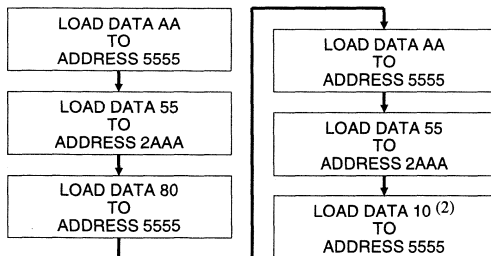 LOAD DATA AA
TO
ADDRESS 5555
LOAD DATA 55
TO
ADDRESS 2AAA
LOAD DATA 80
TO
ADDRESS 5555
LOAD DATA AA
TO
ADDRESS 5555
LOAD DATA 55
TO
ADDRESS 2AAA
LOAD DATA 10 (2)
TO
ADDRESS 5555